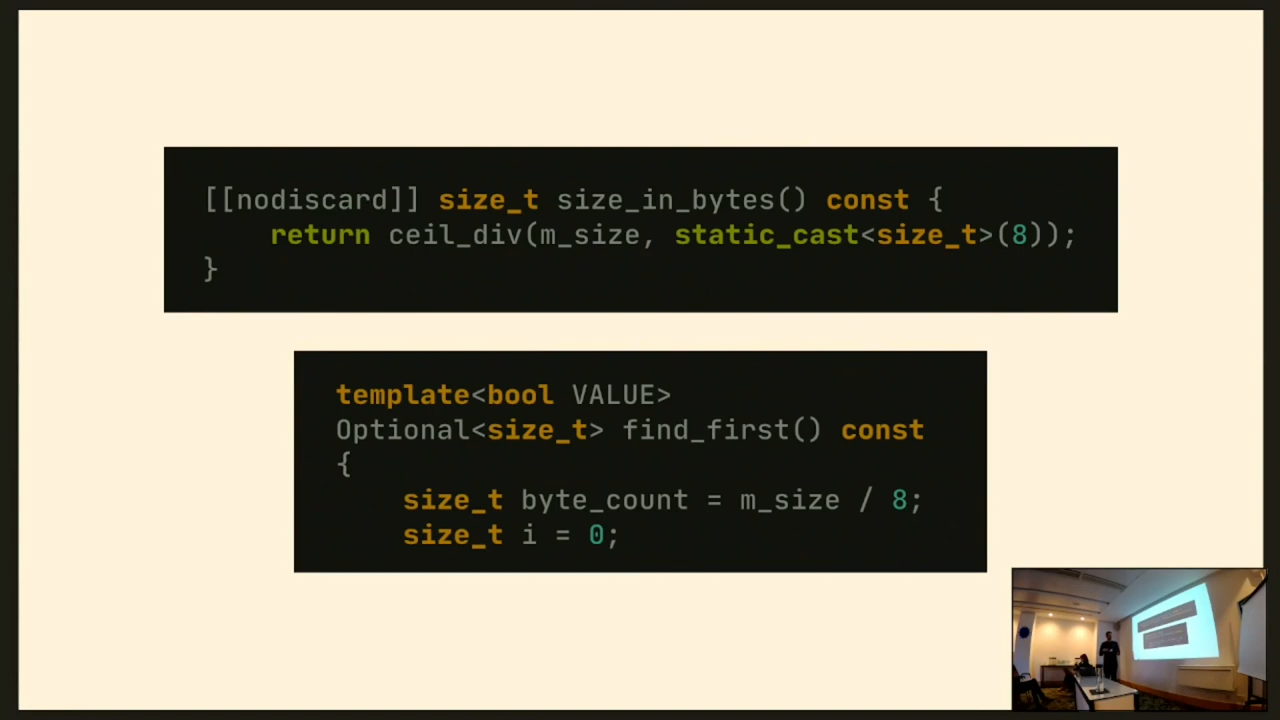 [[nodiscard]] size_t size_in_bytes() const {
    return ceil_div(m_size, static_cast<size_t>(8));
}
template<bool VALUE>
Optional<size_t> find_first() const
{
    size_t byte_count = m_size / 8;
    size_t i = 0;